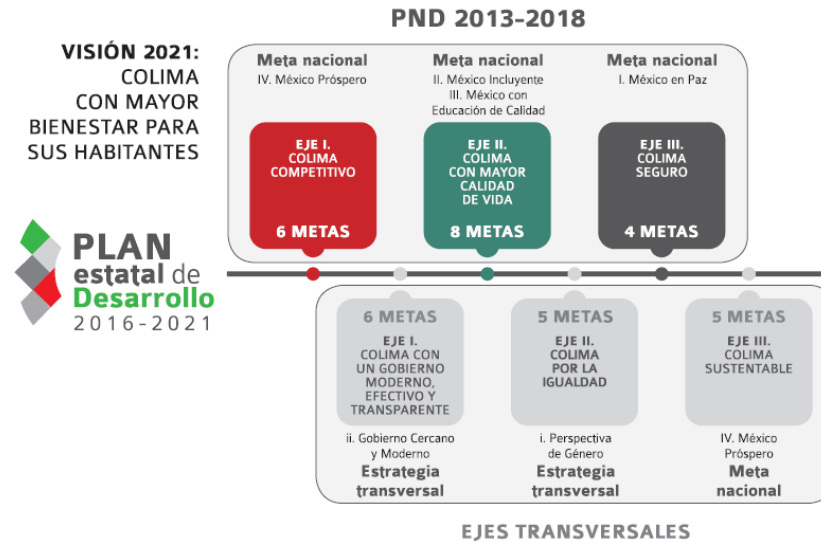 PND 2013-2018
VISIÓN 2021:
COLIMA
CON MAYOR
BIENESTAR PARA
SUS HABITANTES
Meta nacional
IV. México Próspero
EJE I.
COLIMA
COMPETITIVO
6 METAS
Meta nacional
II. México Incluyente
III. México con
Educación de Calidad
EJE II.
COLIMA
CON MAYOR
CALIDAD
DE VIDA
8 METAS
Meta nacional
I. México en Paz
EJE III.
COLIMA
SEGURO
4 METAS
PLAN
estatal de
Desarrollo
2016-2021
6 METAS
EJE I.
COLIMA CON
UN GOBIERNO
MODERNO,
EFECTIVO Y
TRANSPARENTE
ii. Gobierno Cercano
y Moderno
Estrategia
transversal
5 METAS
EJE II.
COLIMA
POR LA
IGUALDAD
i. Perspectiva
de Género
Estrategia
transversal
5 METAS
EJE III.
COLIMA
SUSTENTABLE
IV. México
Próspero
Meta
nacional
EJES TRANSVERSALES